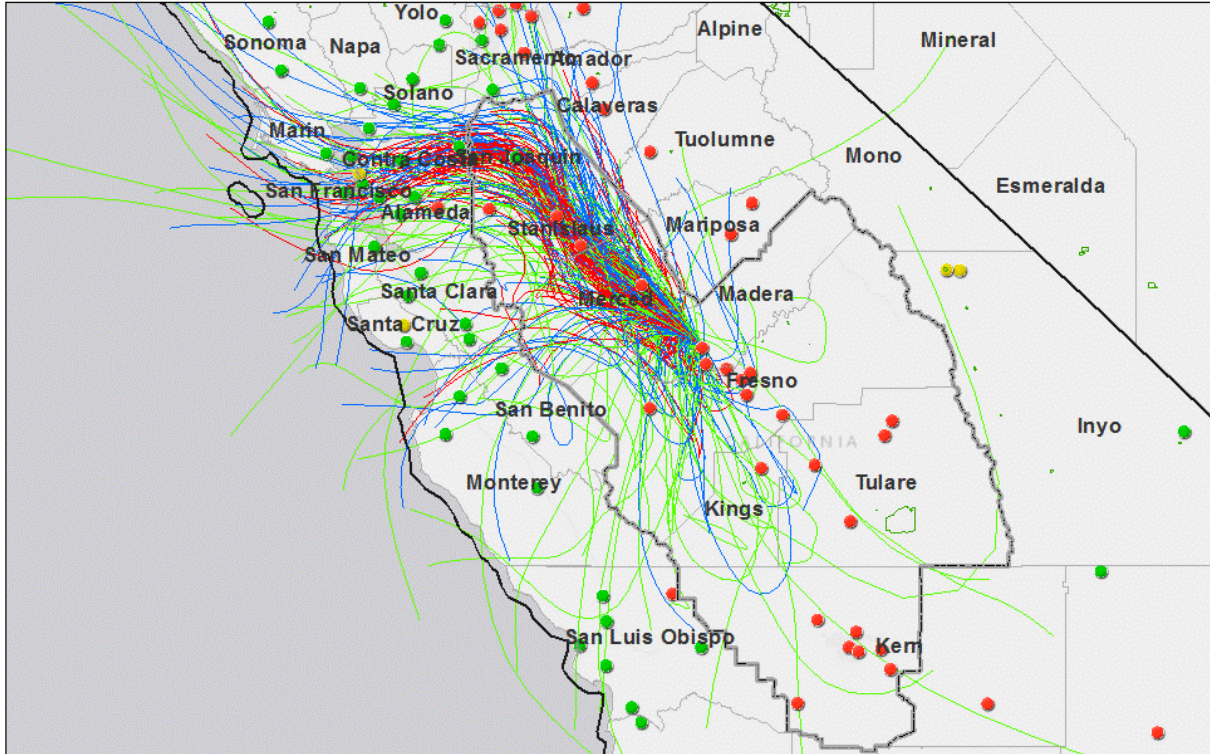 Yolo
Sonoma
Napa
Sacramento
Amador
Alpine
Mineral
Solano
Calaveras
Marin
Tuolumne
Contra Costa
San Joaquin
Mono
Esmeralda
San Francisco
Alameda
Stanislaus
Mariposa
San Mateo
Santa Clara
Merced
Madera
Santa Cruz
Fresno
San Benito
Inyo
CALIFORNIA
Monterey
Tulare
Kings
San Luis Obispo
Kern